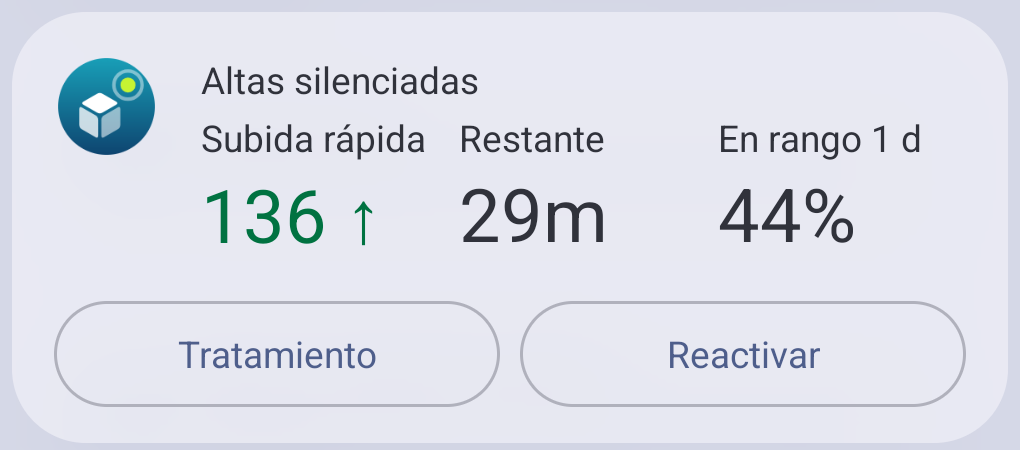 Altas silenciadas
Subida rápida Restante En rango 1 d
136 ↑ 29m 44%
Tratamiento Reactivar